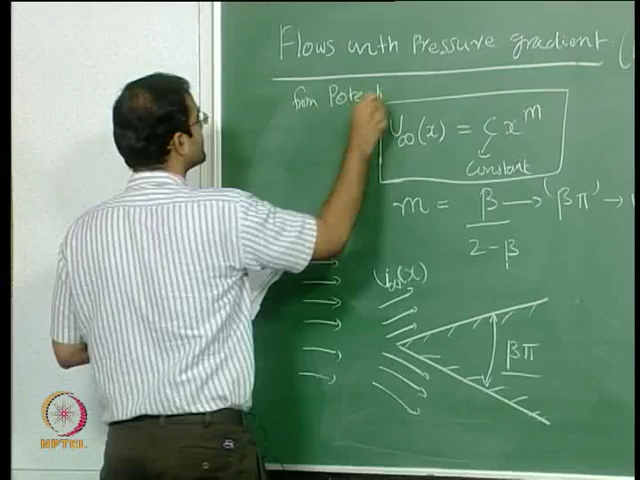 Flows with Pressure gradient (
from Potent
U∞(x) = C x^m
Constant
m = β/(2-β) → (βπ) →
U∞(x)
βπ
NPTEL